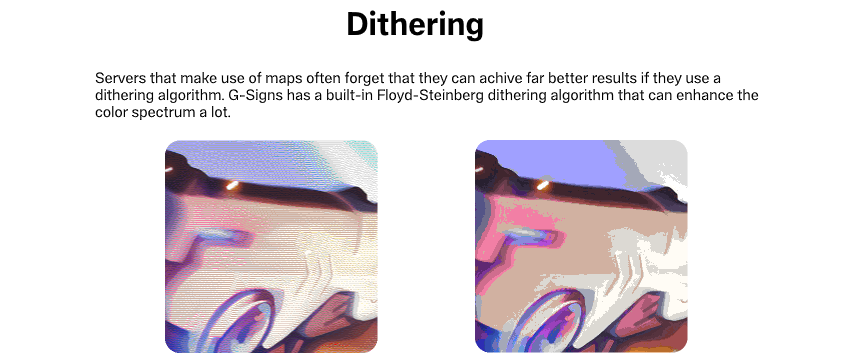 Dithering
Servers that make use of maps often forget that they can achive far better results if they use a
dithering algorithm. G-Signs has a built-in Floyd-Steinberg dithering algorithm that can enhance the
color spectrum a lot.